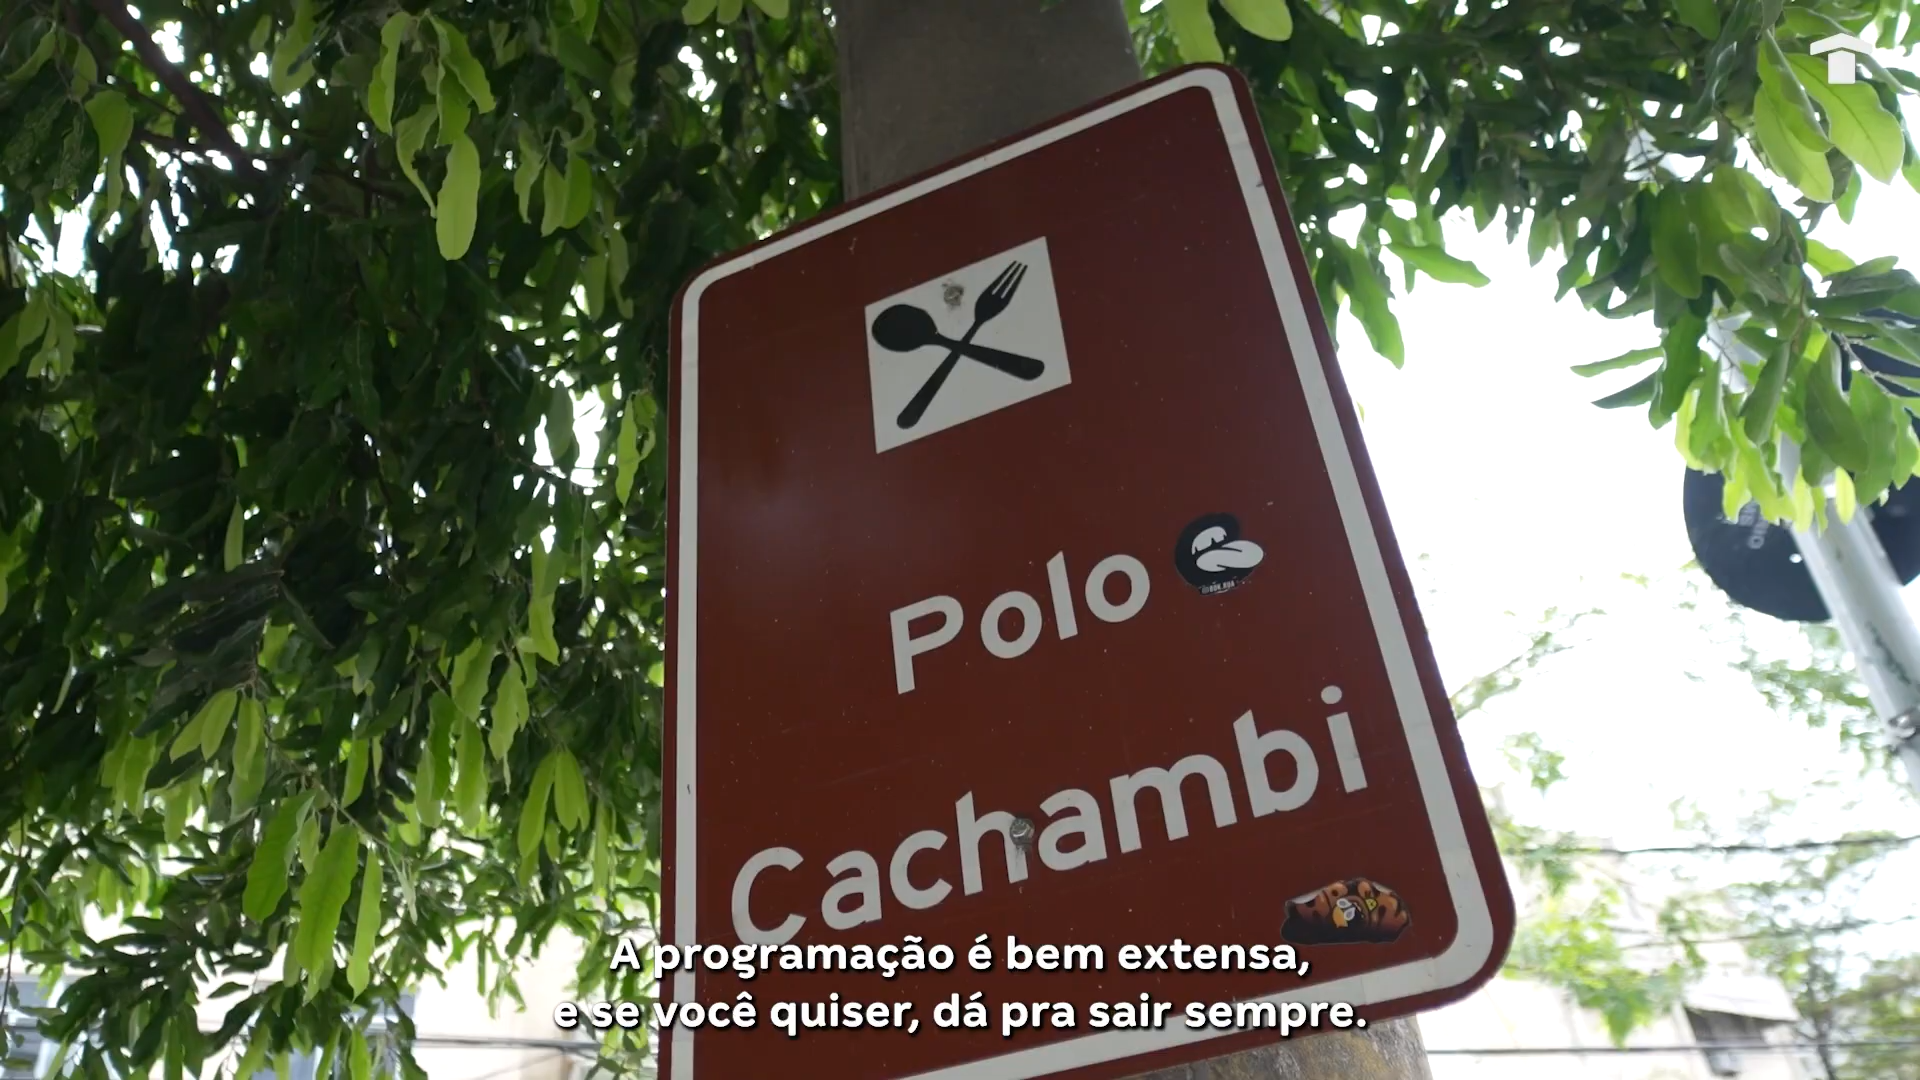 Polo
Cachambi
A programação é bem extensa,
e se você quiser, dá pra sair sempre.